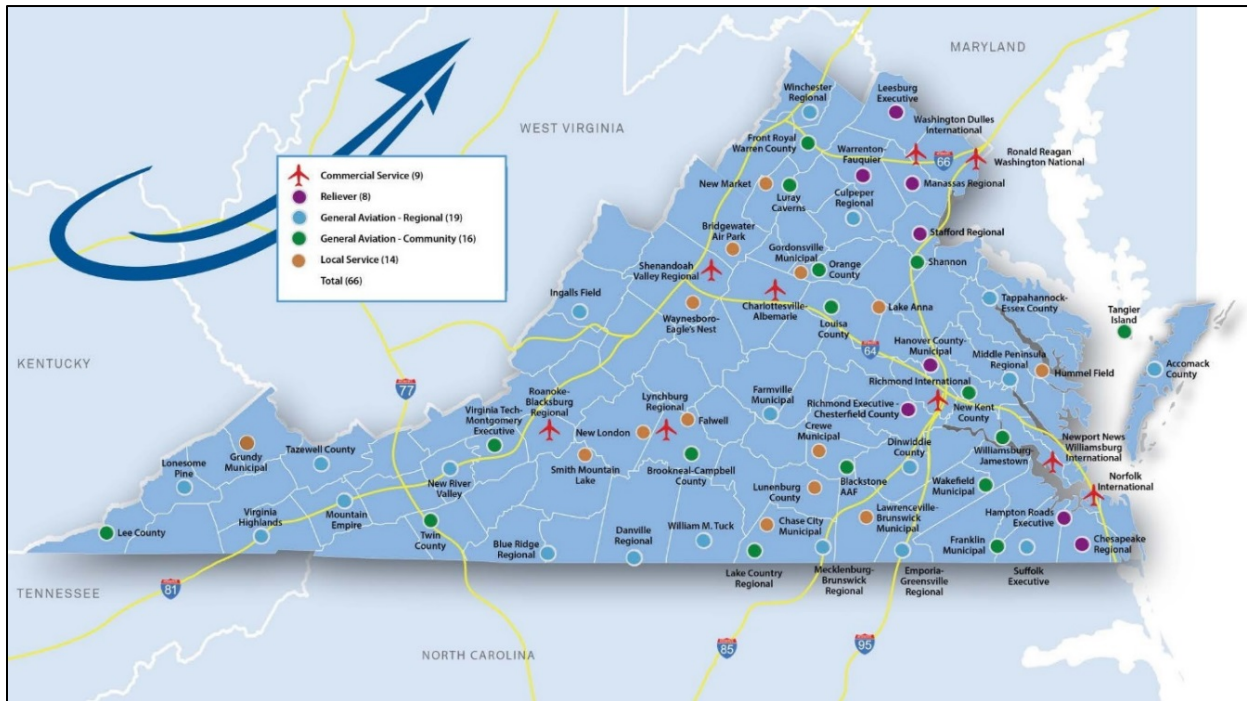 MARYLAND
WEST VIRGINIA
KENTUCKY
TENNESSEE
NORTH CAROLINA
Commercial Service (9)
Reliever (8)
General Aviation - Regional (19)
General Aviation - Community (16)
Local Service (14)
Total (66)
Winchester
Regional
Leesburg
Executive
Washington Dulles
International
Front Royal
Warren County
Warrenton-
Fauquier
66
Ronald Reagan
Washington National
New Market
Luray
Caverns
Culpeper
Regional
Manassas Regional
Bridgewater
Air Park
Gordonsville
Municipal
Stafford Regional
Shenandoah
Valley Regional
Orange
County
Shannon
Ingalls Field
Waynesboro-
Eagle's Nest
Charlottesville-
Albemarle
Louisa
County
Lake Anna
Tappahannock-
Essex County
Tangier
Island
64
Hanover County-
Municipal
Middle Peninsula
Regional
Hummel Field
Accomack
County
77
Roanoke-
Blacksburg
Regional
Lynchburg
Regional
Farmville
Municipal
Richmond International
Virginia Tech-
Montgomery
Executive
New London
Falwell
Richmond Executive -
Chesterfield County
New Kent
County
Crewe
Municipal
Dinwiddie
County
Williamsburg-
Jamestown
Newport News
Williamsburg
International
Grundy
Municipal
Tazewell County
Lonesome
Pine
New River
Valley
Smith Mountain
Lake
Brookneal-Campbell
County
Blackstone
AAF
Wakefield
Municipal
Norfolk
International
Lunenburg
County
Virginia
Highlands
Mountain
Empire
Twin
County
Lee County
Blue Ridge
Regional
Danville
Regional
William M. Tuck
Chase City
Municipal
Lawrenceville-
Brunswick
Municipal
Hampton Roads
Executive
Franklin
Municipal
Chesapeake
Regional
Lake Country
Regional
Mecklenburg-
Brunswick
Regional
Emporia-
Greensville
Regional
Suffolk
Executive
81
85
95